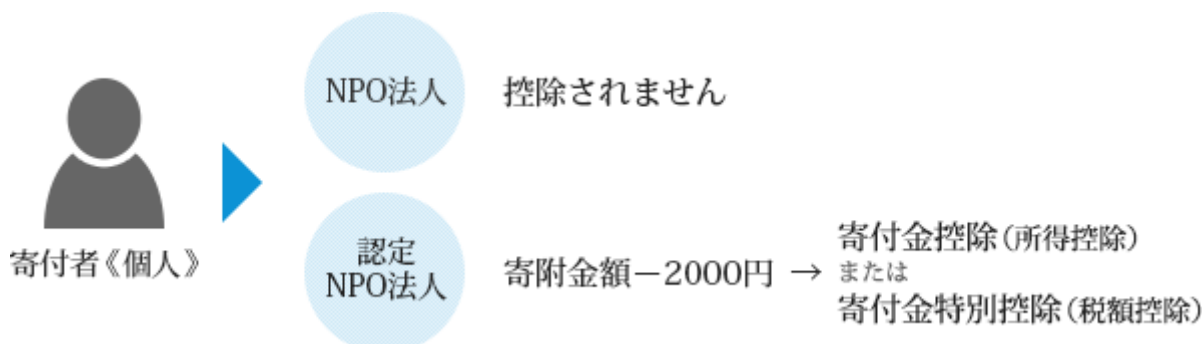 NPO法人
控除されません
寄付者《個人》
認定
NPO法人
寄附金額－2000円 →
寄付金控除（所得控除）
または
寄付金特別控除（税額控除）